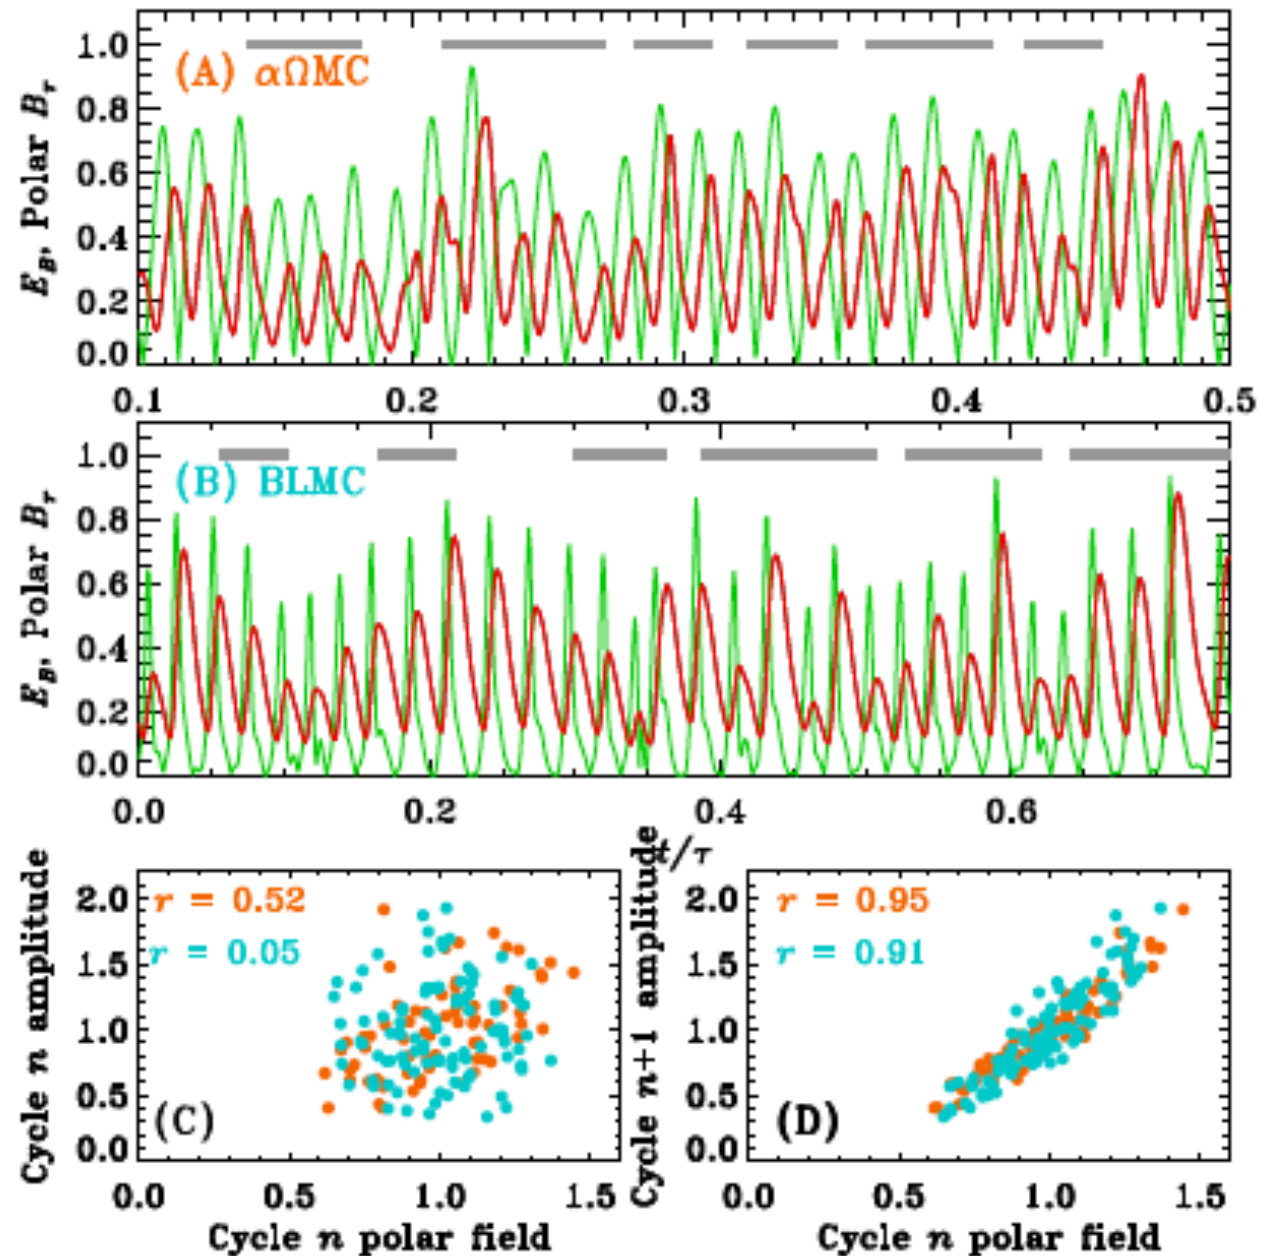 (A) αΩMC
E_B, Polar B_r
1.0
0.8
0.6
0.4
0.2
0.0
0.1 0.2 0.3 0.4 0.5
(B) BLMC
E_B, Polar B_r
1.0
0.8
0.6
0.4
0.2
0.0
0.0 0.2 0.4 0.6
t/τ
Cycle n amplitude
2.0
1.5
1.0
0.5
0.0
r = 0.52
r = 0.05
(C)
0.0 0.5 1.0 1.5
Cycle n polar field
Cycle n+1 amplitude
2.0
1.5
1.0
0.5
0.0
r = 0.95
r = 0.91
(D)
0.0 0.5 1.0 1.5
Cycle n polar field